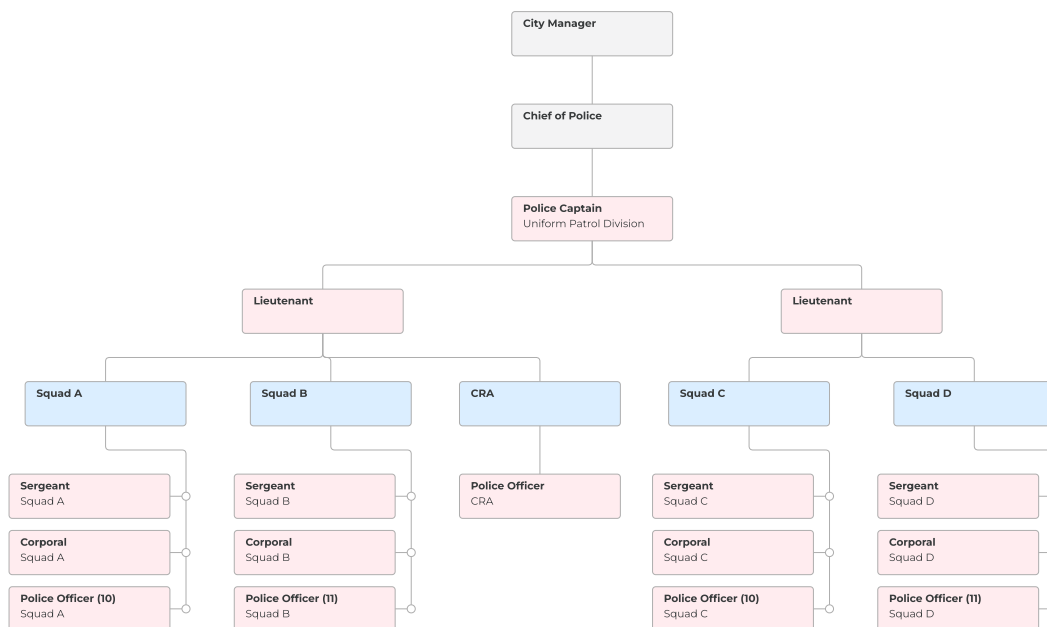 City Manager
Chief of Police
Police Captain
Uniform Patrol Division
Lieutenant
Lieutenant
Squad A
Squad B
CRA
Squad C
Squad D
Sergeant
Squad A
Sergeant
Squad B
Police Officer
CRA
Sergeant
Squad C
Sergeant
Squad D
Corporal
Squad A
Corporal
Squad B
Corporal
Squad C
Corporal
Squad D
Police Officer (10)
Squad A
Police Officer (11)
Squad B
Police Officer (10)
Squad C
Police Officer (11)
Squad D